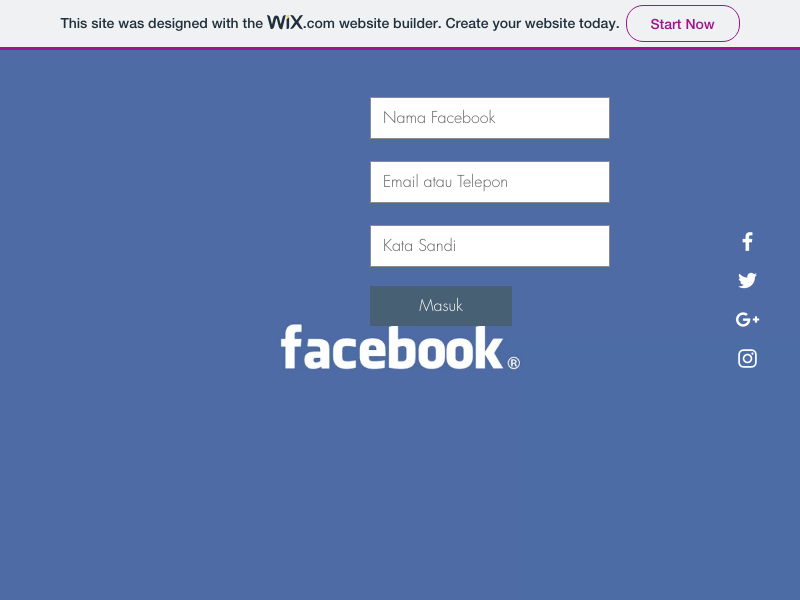 This site was designed with the WiX.com website builder. Create your website today.
Start Now
Nama Facebook
Email atau Telepon
Kata Sandi
Masuk
facebook®